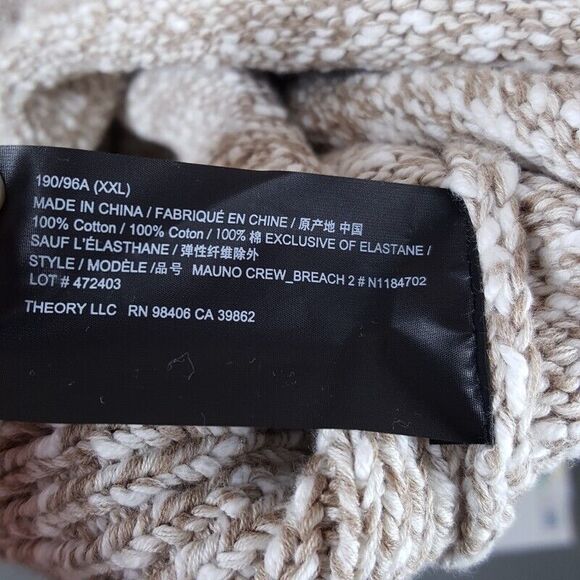 190/96A (XXL)
MADE IN CHINA / FABRIQUÉ EN CHINE / 原产地 中国
100% Cotton / 100% Coton / 100% 棉 EXCLUSIVE OF ELASTANE /
SAUF L'ÉLASTHANE / 弹性纤维除外
STYLE / MODÈLE /品号 MAUNO CREW_BREACH 2 # N1184702
LOT # 472403
THEORY LLC RN 98406 CA 39862